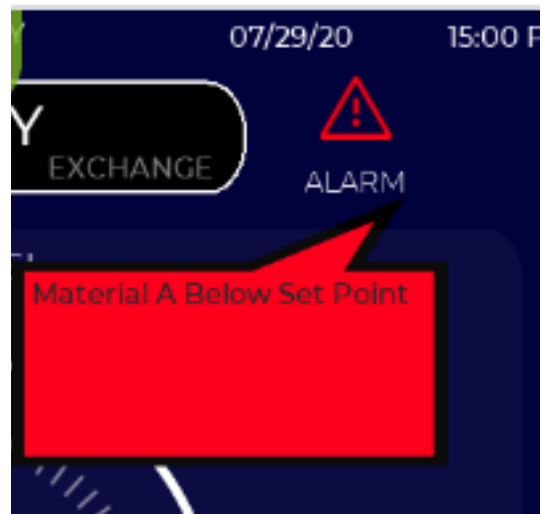 07/29/20 15:00
Y
EXCHANGE
ALARM
Material A Below Set Point